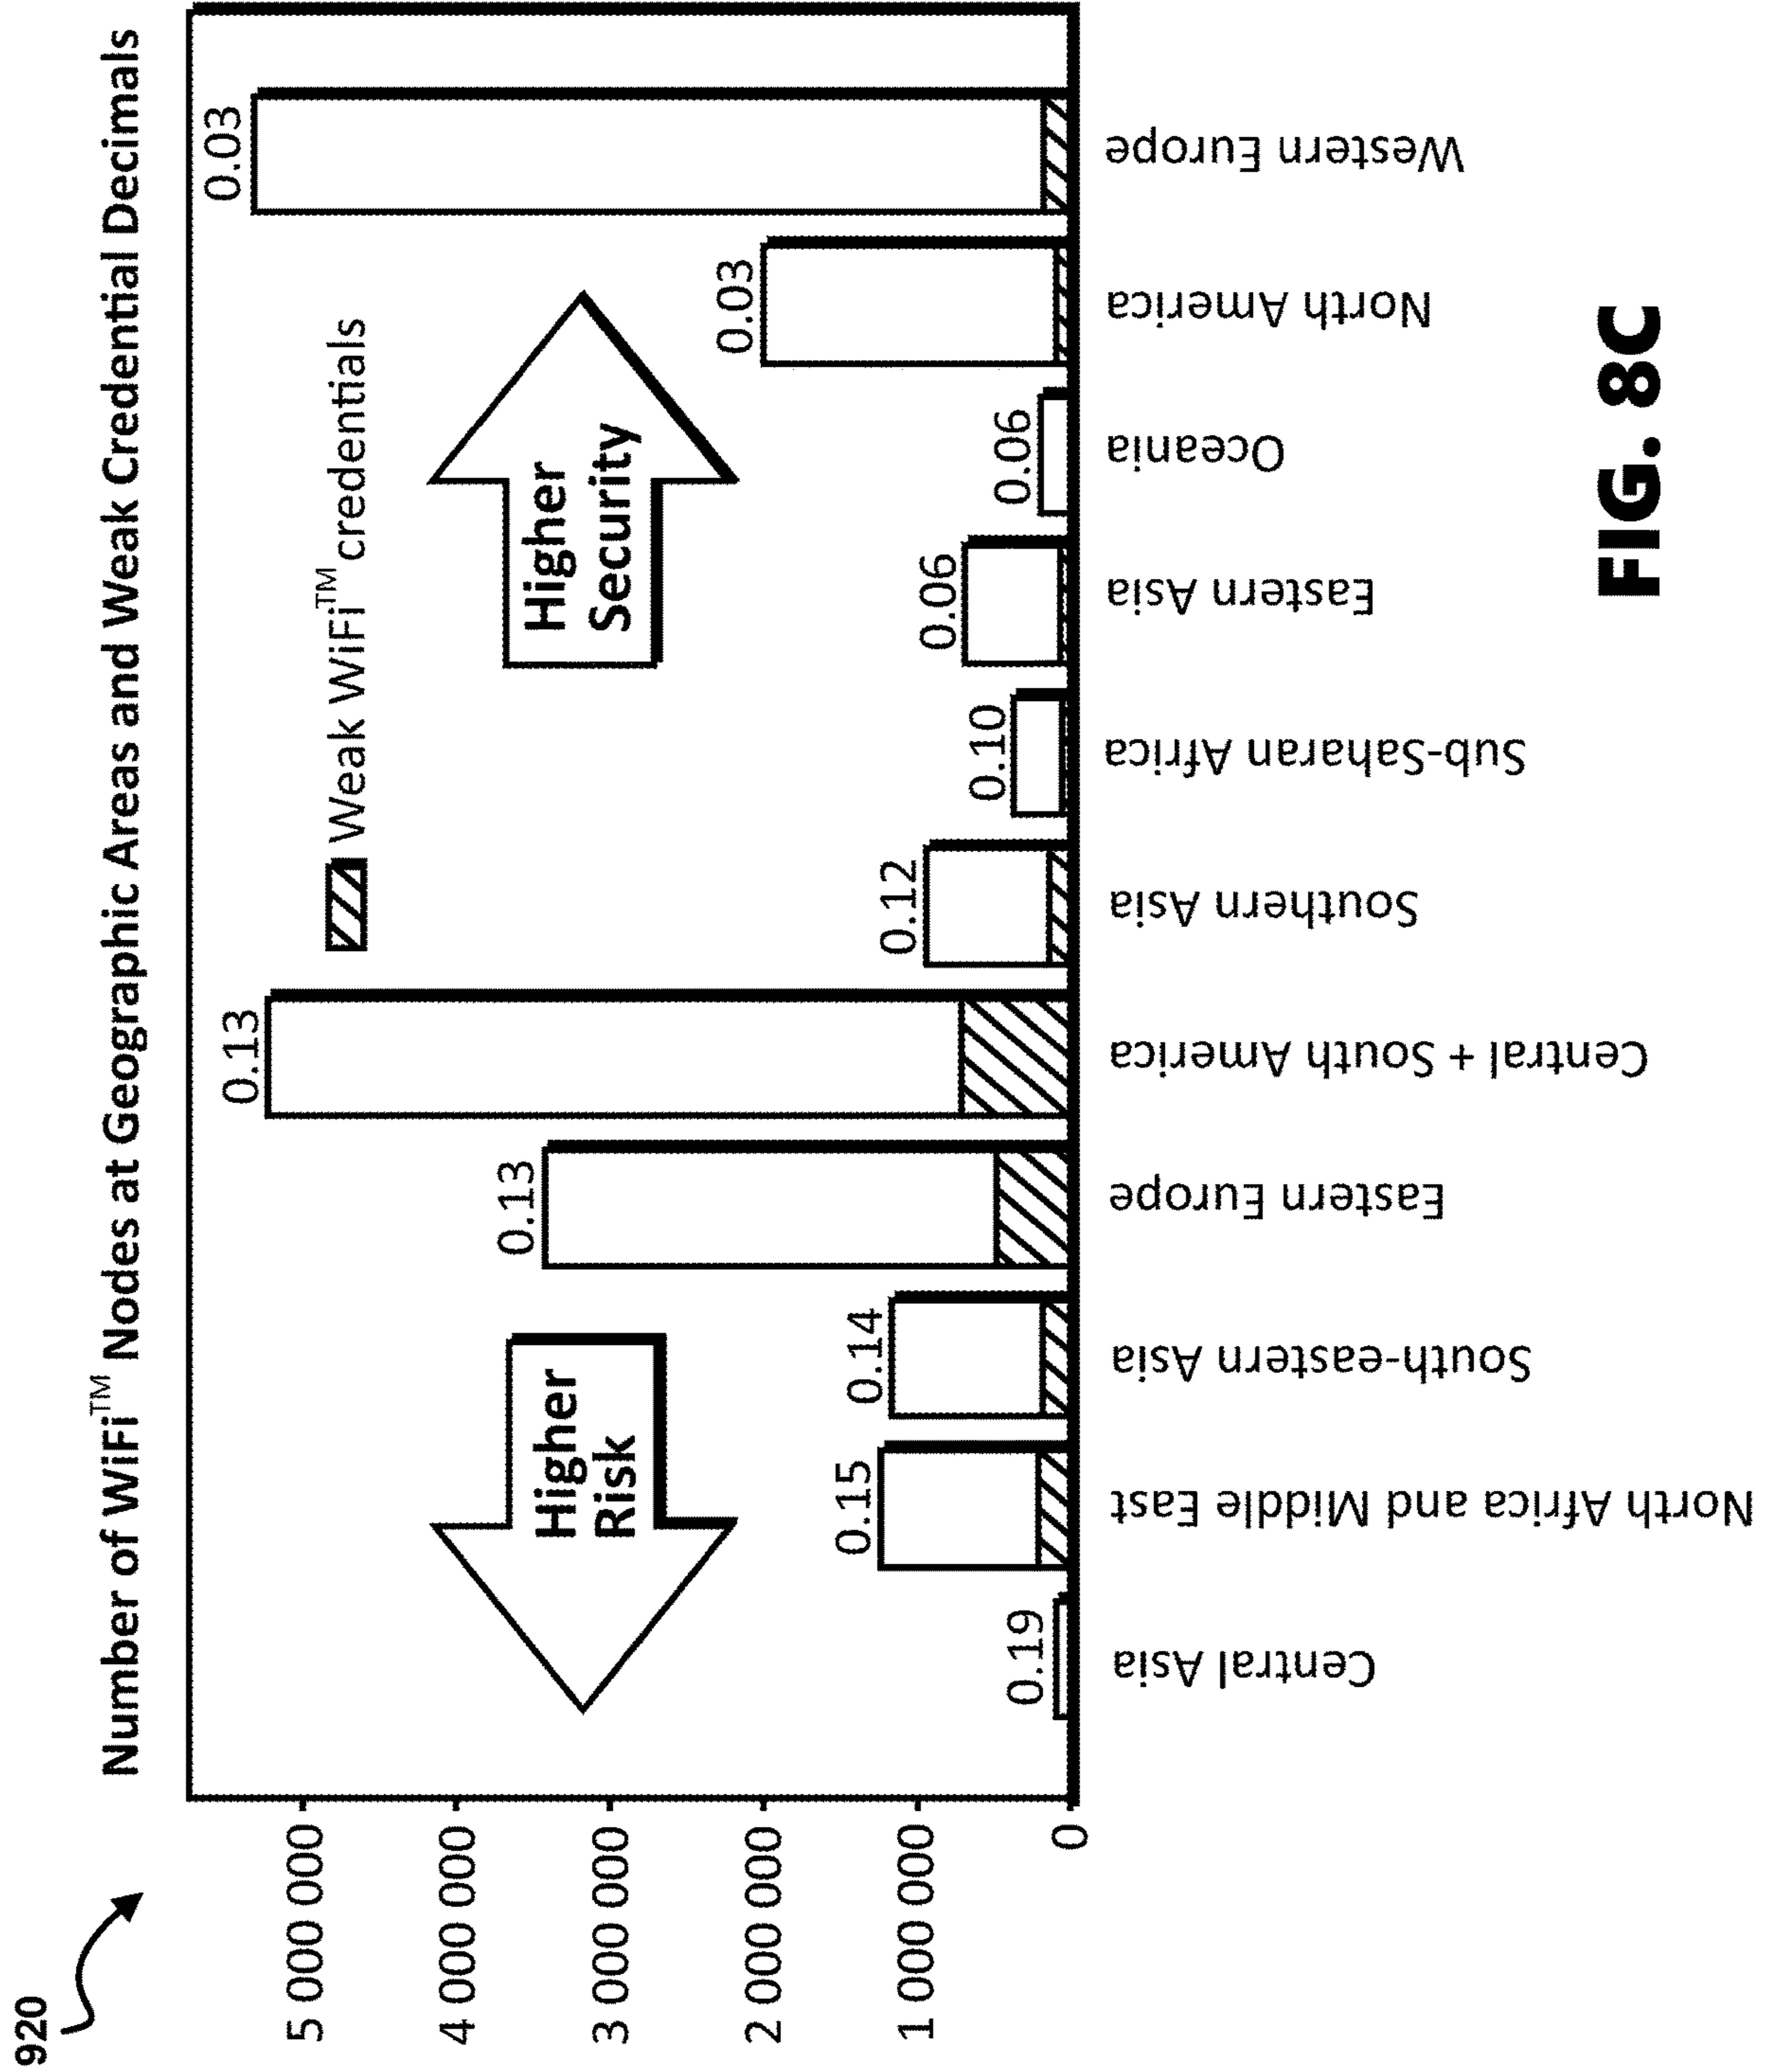 920
Number of WiFi™ Nodes at Geographic Areas and Weak Credential Decimals
Weak WiFi™ credentials
Higher
Risk
Higher
Security
5 000 000
4 000 000
3 000 000
2 000 000
1 000 000
0
0.19
0.15
0.14
0.13
0.13
0.12
0.10
0.06
0.06
0.03
0.03
Central Asia
North Africa and Middle East
South-eastern Asia
Eastern Europe
Central + South America
Southern Asia
Sub-Saharan Africa
Eastern Asia
Oceania
North America
Western Europe
FIG. 8C